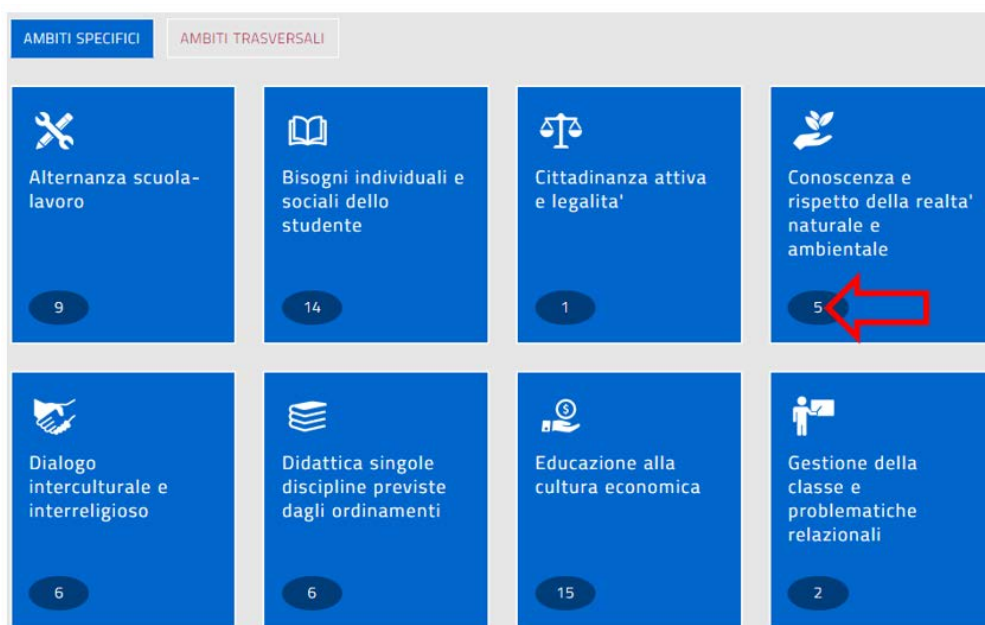 AMBITI SPECIFICI
AMBITI TRASVERSALI
Alternanza scuola-
lavoro
9
Bisogni individuali e
sociali dello
studente
14
Cittadinanza attiva
e legalita'
1
Conoscenza e
rispetto della realta'
naturale e
ambientale
5
Dialogo
interculturale e
interreligioso
6
Didattica singole
discipline previste
dagli ordinamenti
6
Educazione alla
cultura economica
15
Gestione della
classe e
problematiche
relazionali
2